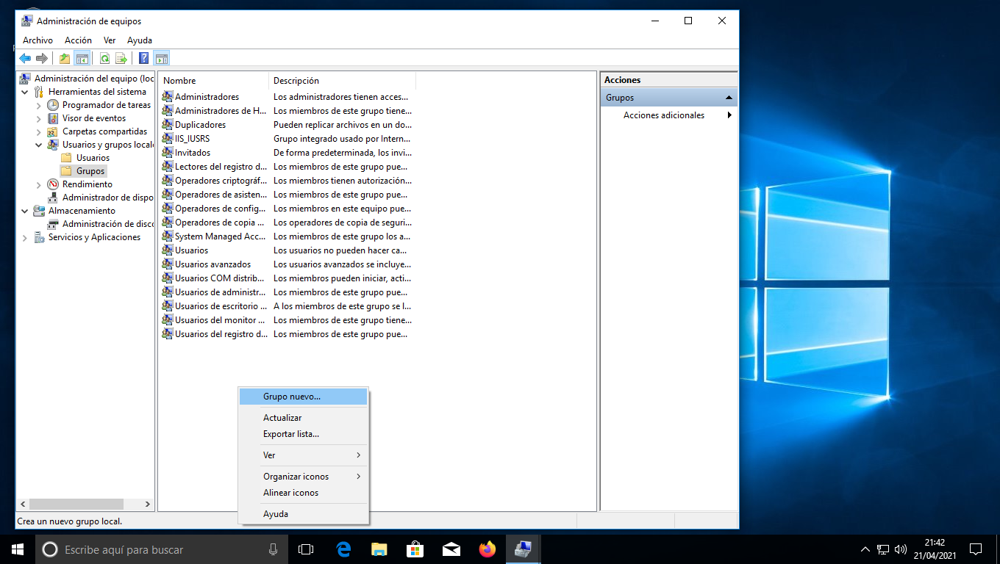 Administración de equipos
Archivo Acción Ver Ayuda
Administración del equipo (loc
Herramientas del sistema
Programador de tareas
Visor de eventos
Carpetas compartidas
Usuarios y grupos locale
Usuarios
Grupos
Rendimiento
Administrador de dispo
Almacenamiento
Administración de disco
Servicios y Aplicaciones
Nombre Descripción
Administradores Los administradores tienen acces...
Administradores de H... Los miembros de este grupo tiene...
Duplicadores Pueden replicar archivos en un do...
IIS_IUSRS Grupo integrado usado por Intern...
Invitados De forma predeterminada, los invi...
Lectores del registro d... Los miembros de este grupo pue...
Operadores criptográf... Los miembros tienen autorización...
Operadores de asisten... Los miembros de este grupo pue...
Operadores de config... Los miembros en este equipo pue...
Operadores de copia ... Los operadores de copia de seguri...
System Managed Acc... Los miembros de este grupo los a...
Usuarios Los usuarios no pueden hacer ca...
Usuarios avanzados Los usuarios avanzados se incluye...
Usuarios COM distrib... Los miembros pueden iniciar, acti...
Usuarios de administr... Los miembros de este grupo pue...
Usuarios de escritorio ... A los miembros de este grupo se l...
Usuarios del monitor ... Los miembros de este grupo tiene...
Usuarios del registro d... Los miembros de este grupo pue...
Acciones
Grupos
Acciones adicionales
Grupo nuevo...
Actualizar
Exportar lista...
Ver
Organizar iconos
Alinear iconos
Ayuda
Crea un nuevo grupo local.
Escribe aquí para buscar
21:42
21/04/2021